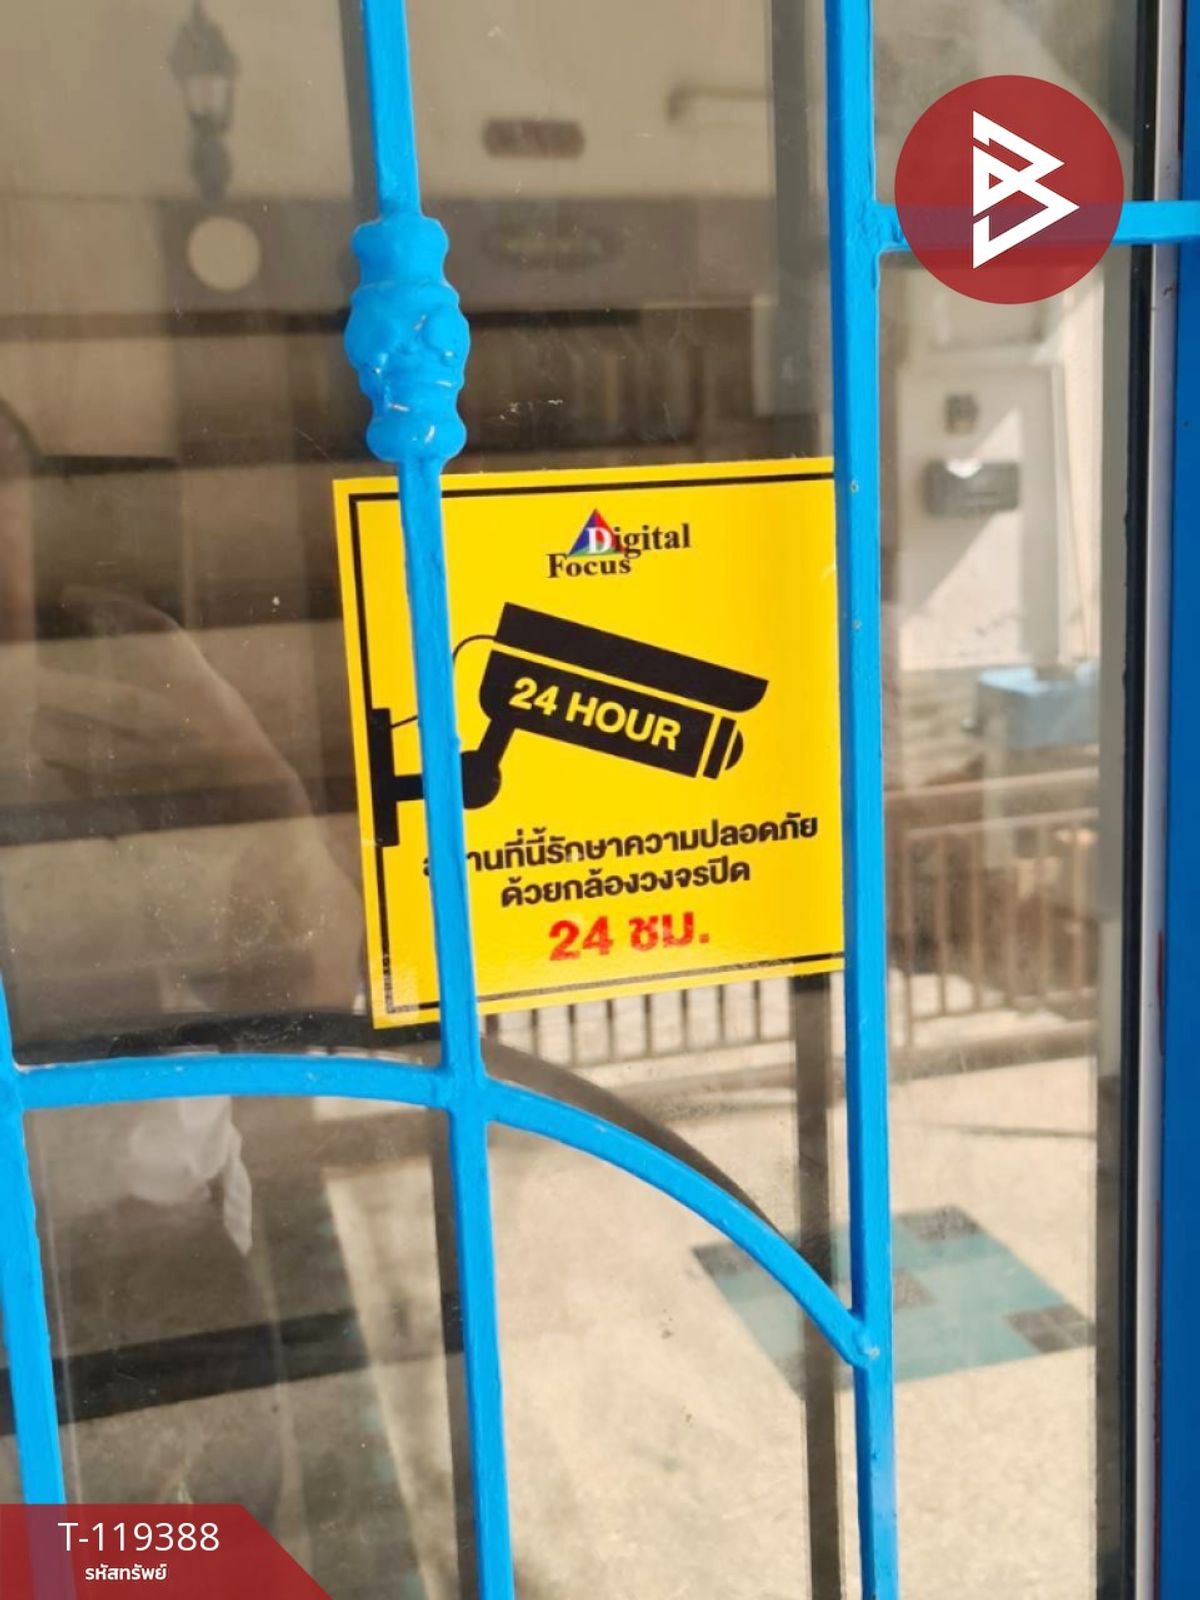 Digital
Focus
24 HOUR
สถานที่นี้รักษาความปลอดภัย
ด้วยกล้องวงจรปิด
24 ชม.
T-119388
รหัสทรัพย์